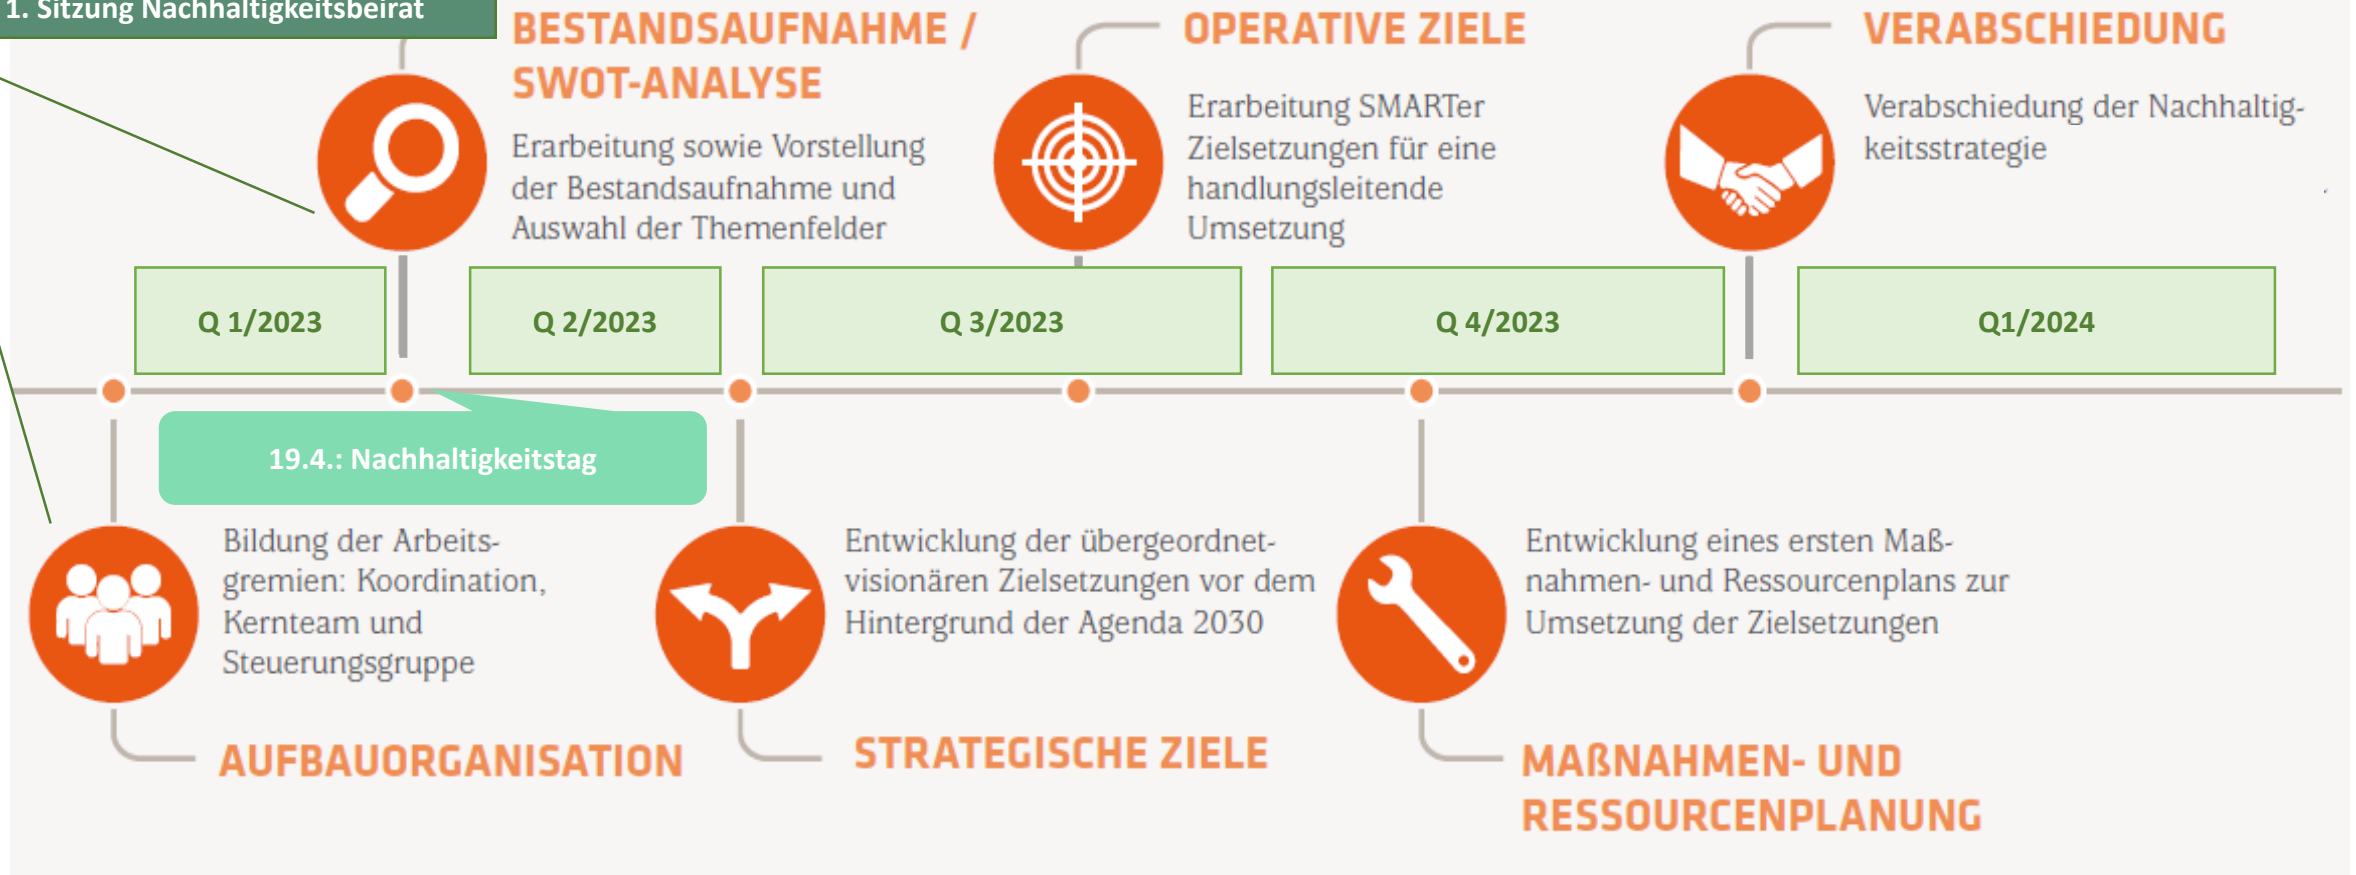 1. Sitzung Nachhaltigkeitsbeirat
BESTANDSAUFNAHME /
SWOT-ANALYSE
Erarbeitung sowie Vorstellung
der Bestandsaufnahme und
Auswahl der Themenfelder
OPERATIVE ZIELE
Erarbeitung SMARTer
Zielsetzungen für eine
handlungsleitende
Umsetzung
VERABSCHIEDUNG
Verabschiedung der Nachhaltig-
keitsstrategie
Q 1/2023
Q 2/2023
Q 3/2023
Q 4/2023
Q1/2024
19.4.: Nachhaltigkeitstag
Bildung der Arbeits-
gremien: Koordination,
Kernteam und
Steuerungsgruppe
AUFBAUORGANISATION
Entwicklung der übergeordnet-
visionären Zielsetzungen vor dem
Hintergrund der Agenda 2030
STRATEGISCHE ZIELE
Entwicklung eines ersten Maß-
nahmen- und Ressourcenplans zur
Umsetzung der Zielsetzungen
MAßNAHMEN- UND
RESSOURCENPLANUNG